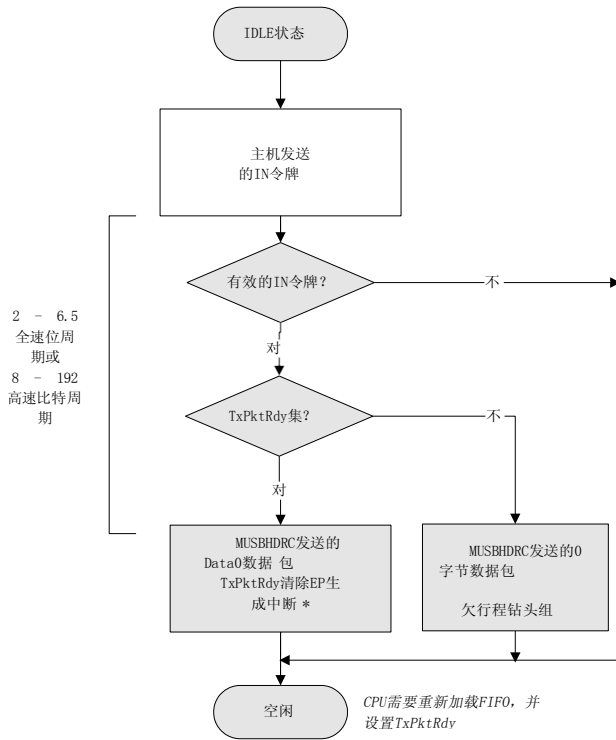 IDLE状态
主机发送
的IN令牌
有效的IN令牌?
不
2 - 6.5
全速位周
期或
8 - 192
高速比特周
期
对
TxPktRdy集?
不
对
MUSBHDRC发送的
Data0数据 包
TxPktRdy清除EP生
成中断 *
MUSBHDRC发送的0
字节数据包
欠行程钻头组
空闲
CPU需要重新加载FIFO，并
设置TxPktRdy